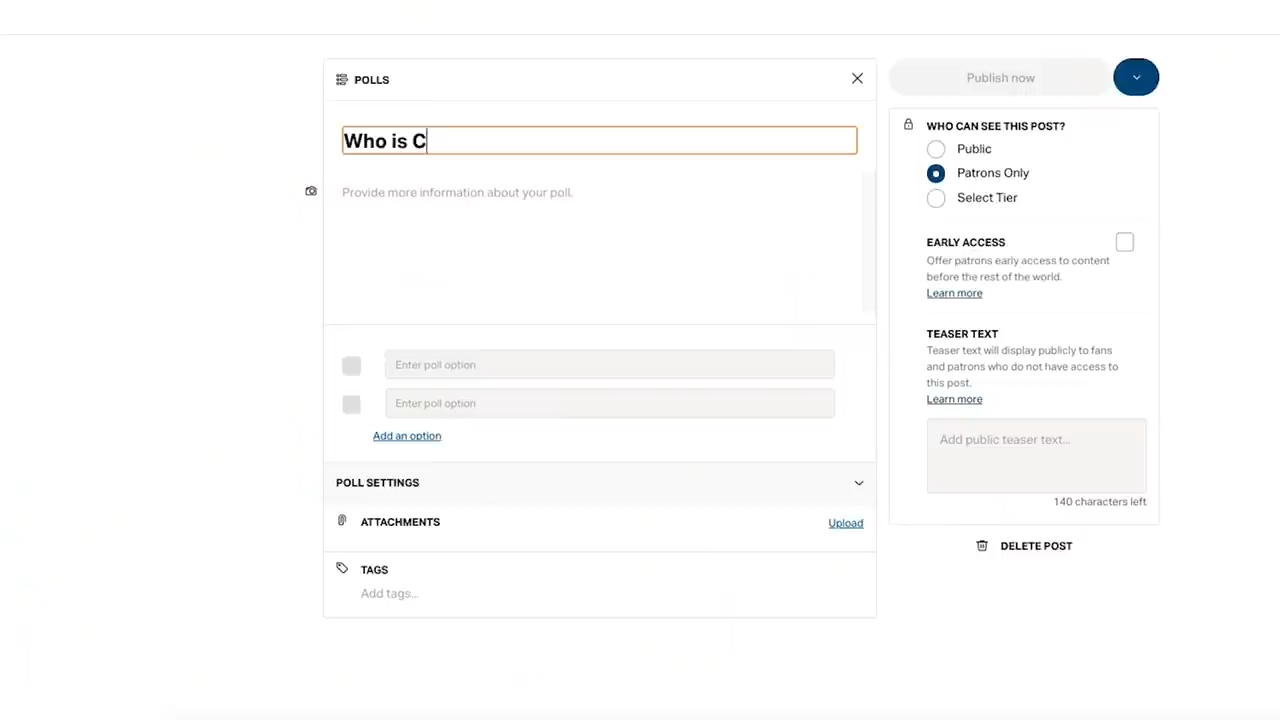 POLLS
Who is C
Provide more information about your poll.
Enter poll option
Enter poll option
Add an option
POLL SETTINGS
ATTACHMENTS
Upload
TAGS
Add tags...
Publish now
WHO CAN SEE THIS POST?
Public
Patrons Only
Select Tier
EARLY ACCESS
Offer patrons early access to content
before the rest of the world.
Learn more
TEASER TEXT
Teaser text will display publicly to fans
and patrons who do not have access to
this post.
Learn more
Add public teaser text...
140 characters left
DELETE POST